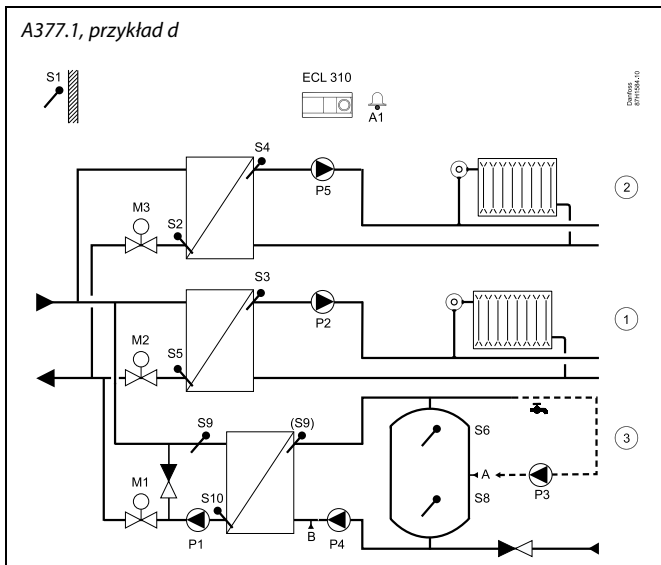 A377.1, przykład d
S1
ECL 310
A1
Danfoss
87H1584.10
S4
P5
M3
S2
2
S3
P2
M2
S5
1
S9
(S9)
S6
3
A
P3
S8
M1
S10
P1
B
P4